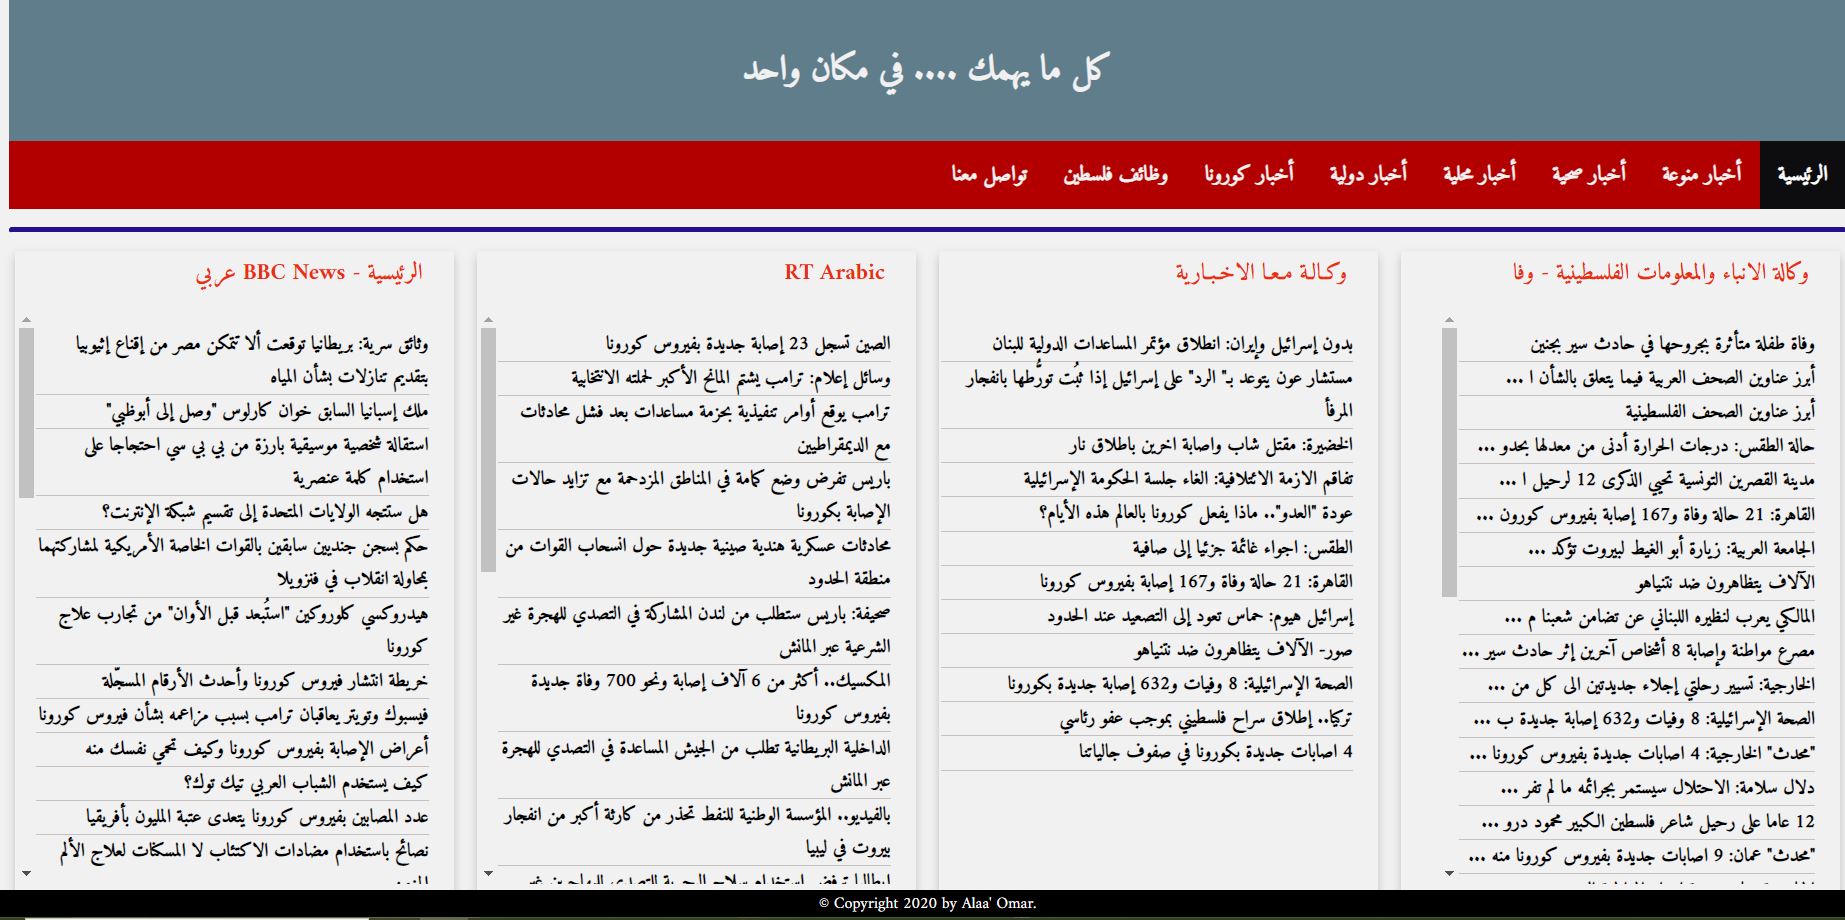 كل ما يهمك .... في مكان واحد
الرئيسية
أخبار منوعة
أخبار صحية
أخبار محلية
أخبار دولية
أخبار كورونا
وظائف فلسطين
تواصل معنا
وكالة الانباء والمعلومات الفلسطينية - وفا
وفاة طفلة متأثرة بجروحها في حادث سير بجنين
أبرز عناوين الصحف العربية فيما يتعلق بالشأن ا ...
أبرز عناوين الصحف الفلسطينية
حالة الطقس: درجات الحرارة أدنى من معدلها بحدو ...
مدينة القصرين التونسية تحيي الذكرى 12 لرحيل ا ...
القاهرة: 21 حالة وفاة و167 إصابة بفيروس كورون ...
الجامعة العربية: زيارة أبو الغيط لبيروت تؤكد ...
الآلاف يتظاهرون ضد نتنياهو
المالكي يعرب لنظيره اللبناني عن تضامن شعبنا م ...
مصرع مواطنة وإصابة 8 أشخاص آخرين إثر حادث سير ...
الخارجية: تسيير رحلتي إجلاء جديدتين الى كل من ...
الصحة الإسرائيلية: 8 وفيات و632 إصابة جديدة ب ...
"محدث" الخارجية: 4 اصابات جديدة بفيروس كورونا ...
دلال سلامة: الاحتلال سيستمر بجرائمه ما لم تفر ...
12 عاما على رحيل شاعر فلسطين الكبير محمود درو ...
"محدث" عمان: 9 اصابات جديدة بفيروس كورونا منه ...
وكـالـة مـعـا الاخـبـارية
بدون إسرائيل وإيران: انطلاق مؤتمر المساعدات الدولية للبنان
مستشار عون يتوعد بـ" الرد" على إسرائيل إذا ثبُت تورُّطها بانفجار
المرفأ
الخضيرة: مقتل شاب واصابة اخرين باطلاق نار
تفاقم الازمة الائتلافية: الغاء جلسة الحكومة الإسرائيلية
عودة "العدو".. ماذا يفعل كورونا بالعالم هذه الأيام؟
الطقس: اجواء غائمة جزئيا إلى صافية
القاهرة: 21 حالة وفاة و167 إصابة بفيروس كورونا
إسرائيل هيوم: حماس تعود إلى التصعيد عند الحدود
صور- الآلاف يتظاهرون ضد نتنياهو
الصحة الإسرائيلية: 8 وفيات و632 إصابة جديدة بكورونا
تركيا.. إطلاق سراح فلسطيني بموجب عفو رئاسي
4 اصابات جديدة بكورونا في صفوف جالياتنا
RT Arabic
الصين تسجل 23 إصابة جديدة بفيروس كورونا
وسائل إعلام: ترامب يشتم المانح الأكبر لحملته الانتخابية
ترامب يوقع أوامر تنفيذية بحزمة مساعدات بعد فشل محادثات
مع الديمقراطيين
باريس تفرض وضع كمامة في المناطق المزدحمة مع تزايد حالات
الإصابة بكورونا
محادثات عسكرية هندية صينية جديدة حول انسحاب القوات من
منطقة الحدود
صحيفة: باريس ستطلب من لندن المشاركة في التصدي للهجرة غير
الشرعية عبر المانش
المكسيك.. أكثر من 6 آلاف إصابة ونحو 700 وفاة جديدة
بفيروس كورونا
الداخلية البريطانية تطلب من الجيش المساعدة في التصدي للهجرة
عبر المانش
بالفيديو.. المؤسسة الوطنية للنفط تحذر من كارثة أكبر من انفجار
بيروت في ليبيا
الرئيسية - BBC News عربي
وثائق سرية: بريطانيا توقعت ألا تتمكن مصر من إقناع إثيوبيا
بتقديم تنازلات بشأن المياه
ملك إسبانيا السابق خوان كارلوس "وصل إلى أبوظبي"
استقالة شخصية موسيقية بارزة من بي بي سي احتجاجا على
استخدام كلمة عنصرية
هل ستتجه الولايات المتحدة إلى تقسيم شبكة الإنترنت؟
حكم بسجن جنديين سابقين بالقوات الخاصة الأمريكية لمشاركتهما
بمحاولة انقلاب في فنزويلا
هيدروكسي كلوروكين "استُبعد قبل الأوان" من تجارب علاج
كورونا
خريطة انتشار فيروس كورونا وأحدث الأرقام المسجّلة
فيسبوك وتويتر يعاقبان ترامب بسبب مزاعمه بشأن فيروس كورونا
أعراض الإصابة بفيروس كورونا وكيف تحمي نفسك منه
كيف يستخدم الشباب العربي تيك توك؟
عدد المصابين بفيروس كورونا يتعدى عتبة المليون بأفريقيا
نصائح باستخدام مضادات الاكتئاب لا المسكنات لعلاج الألم
© Copyright 2020 by Alaa' Omar.